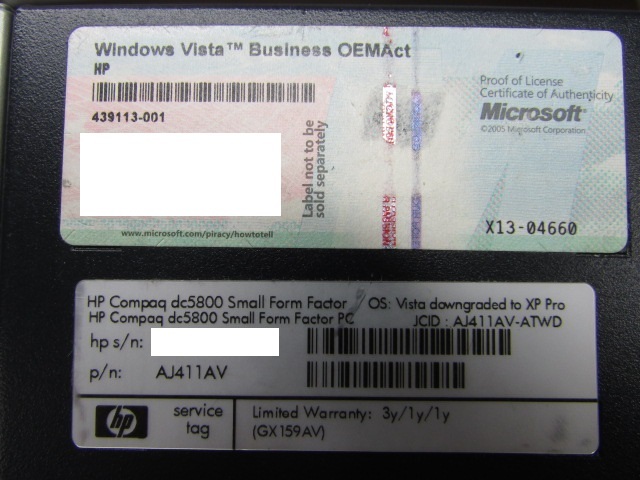 Windows Vista™ Business OEMAct
HP
439113-001
Label not to be
sold separately
www.microsoft.com/piracy/howtotell
Proof of License
Certificate of Authenticity
Microsoft®
©2005 Microsoft Corporation
X13-04660
HP Compaq dc5800 Small Form Factor OS: Vista downgraded to XP Pro
HP Compaq dc5800 Small Form Factor PC JCID : AJ411AV-ATWD
hp s/n:
p/n: AJ411AV
hp
service
tag
Limited Warranty: 3y/1y/1y
(GX159AV)